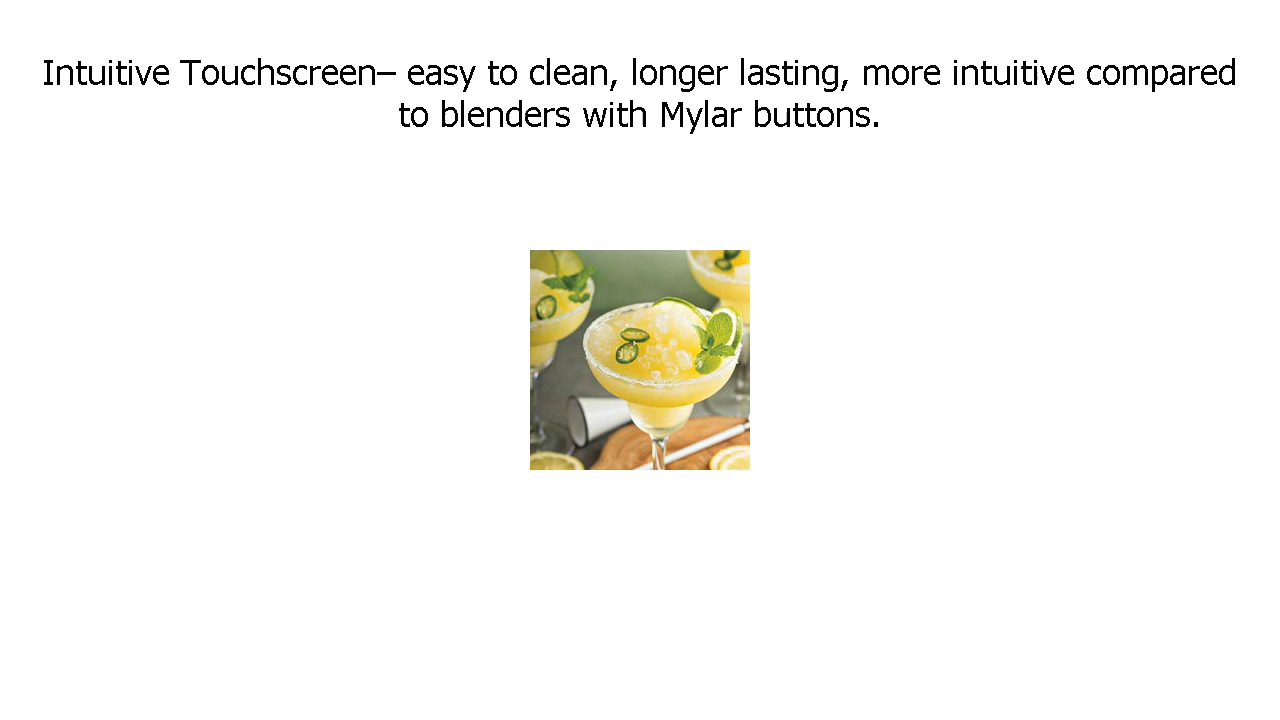 Intuitive Touchscreen– easy to clean, longer lasting, more intuitive compared
to blenders with Mylar buttons.